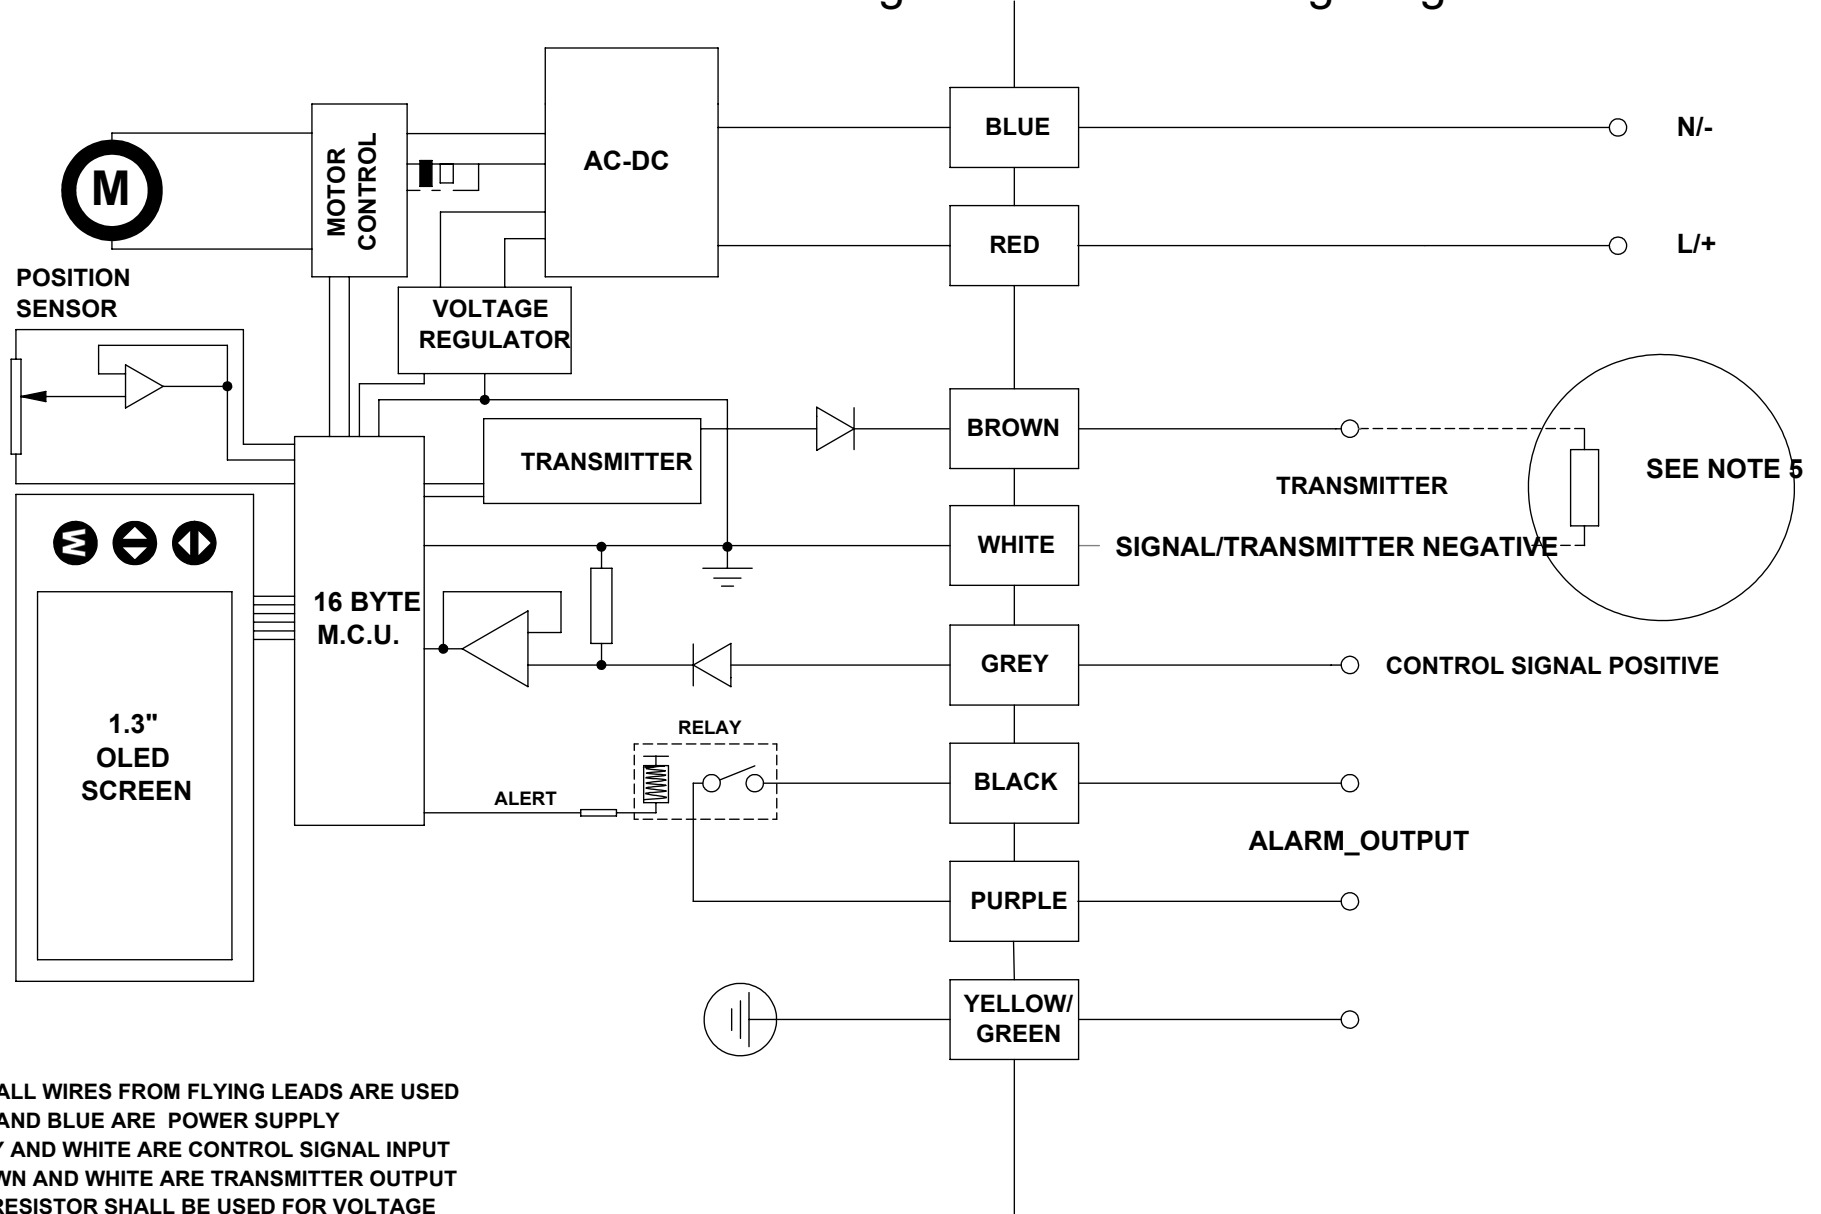 BLUE
N/-
MOTOR
CONTROL
AC-DC
M
RED
L/+
POSITION
SENSOR
VOLTAGE
REGULATOR
BROWN
TRANSMITTER
SEE NOTE 5
TRANSMITTER
WHITE
SIGNAL/TRANSMITTER NEGATIVE
16 BYTE
M.C.U.
GREY
CONTROL SIGNAL POSITIVE
1.3"
OLED
SCREEN
RELAY
BLACK
ALERT
ALARM_OUTPUT
PURPLE
YELLOW/
GREEN
ALL WIRES FROM FLYING LEADS ARE USED
AND BLUE ARE POWER SUPPLY
Y AND WHITE ARE CONTROL SIGNAL INPUT
WN AND WHITE ARE TRANSMITTER OUTPUT
RESISTOR SHALL BE USED FOR VOLTAGE